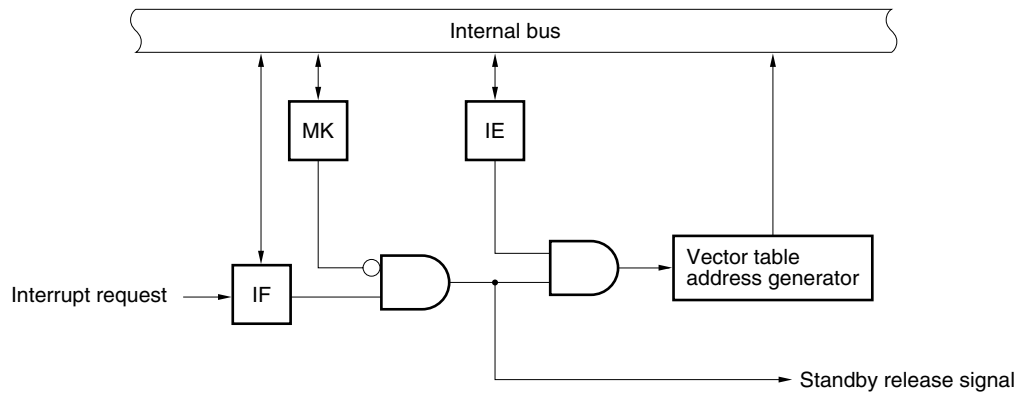 Internal bus
MK
IE
Vector table
address generator
Interrupt request
IF
Standby release signal